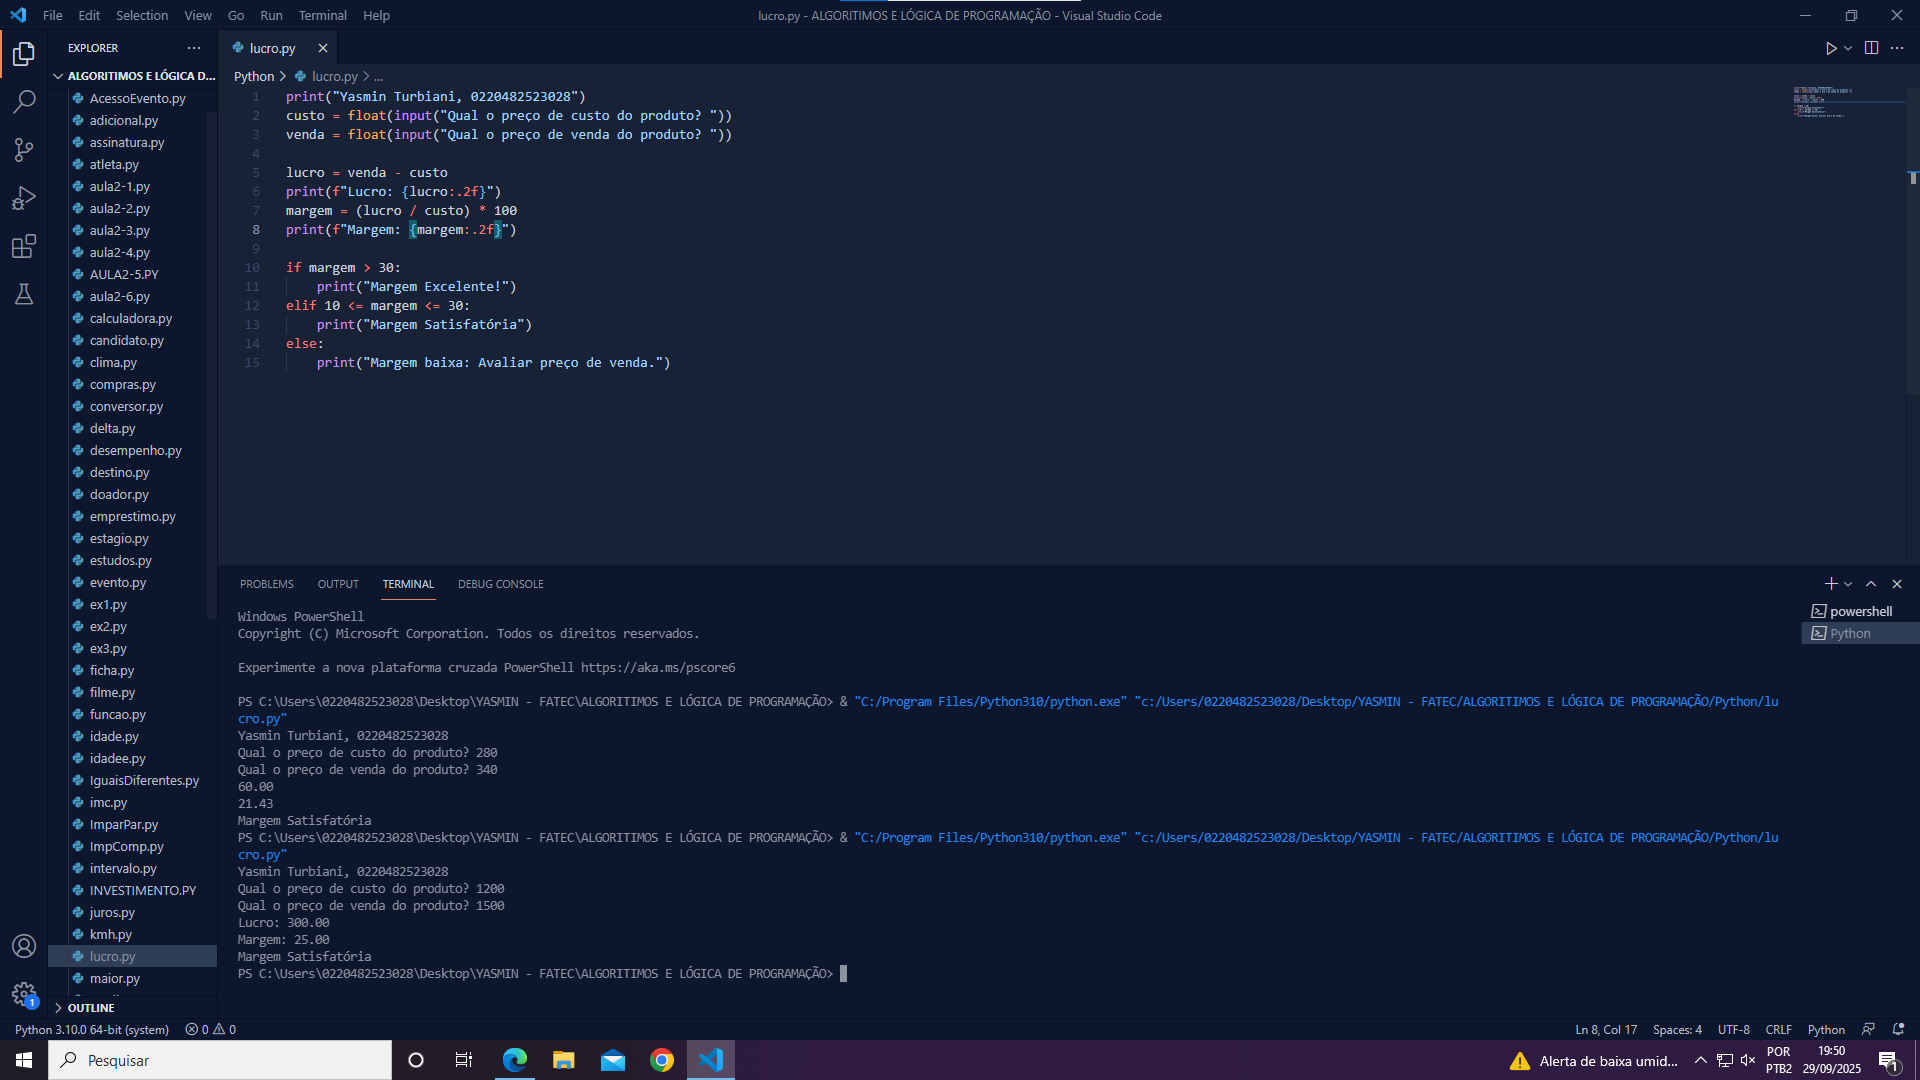 File Edit Selection View Go Run Terminal Help
lucro.py - ALGORITIMOS E LÓGICA DE PROGRAMAÇÃO - Visual Studio Code
EXPLORER
ALGORITIMOS E LÓGICA D...
AcessoEvento.py
adicional.py
assinatura.py
atleta.py
aula2-1.py
aula2-2.py
aula2-3.py
aula2-4.py
AULA2-5.PY
aula2-6.py
calculadora.py
candidato.py
clima.py
compras.py
conversor.py
delta.py
desempenho.py
destino.py
doador.py
emprestimo.py
estagio.py
estudos.py
evento.py
ex1.py
ex2.py
ex3.py
ficha.py
filme.py
funcao.py
idade.py
idadee.py
IguaisDiferentes.py
imc.py
ImparPar.py
ImpComp.py
intervalo.py
INVESTIMENTO.PY
juros.py
kmh.py
lucro.py
maior.py
OUTLINE
lucro.py
Python > lucro.py > ...
1 print("Yasmin Turbiani, 0220482523028")
2 custo = float(input("Qual o preço de custo do produto? "))
3 venda = float(input("Qual o preço de venda do produto? "))
4
5 lucro = venda - custo
6 print(f"Lucro: {lucro:.2f}")
7 margem = (lucro / custo) * 100
8 print(f"Margem: {margem:.2f}")
9
10 if margem > 30:
11     print("Margem Excelente!")
12 elif 10 <= margem <= 30:
13     print("Margem Satisfatória")
14 else:
15     print("Margem baixa: Avaliar preço de venda.")
PROBLEMS OUTPUT TERMINAL DEBUG CONSOLE
powershell
Python
Windows PowerShell
Copyright (C) Microsoft Corporation. Todos os direitos reservados.
Experimente a nova plataforma cruzada PowerShell https://aka.ms/pscore6
PS C:\Users\0220482523028\Desktop\YASMIN - FATEC\ALGORITIMOS E LÓGICA DE PROGRAMAÇÃO> & "C:/Program Files/Python310/python.exe" "c:/Users/0220482523028/Desktop/YASMIN - FATEC/ALGORITIMOS E LÓGICA DE PROGRAMAÇÃO/Python/lu
cro.py"
Yasmin Turbiani, 0220482523028
Qual o preço de custo do produto? 280
Qual o preço de venda do produto? 340
60.00
21.43
Margem Satisfatória
PS C:\Users\0220482523028\Desktop\YASMIN - FATEC\ALGORITIMOS E LÓGICA DE PROGRAMAÇÃO> & "C:/Program Files/Python310/python.exe" "c:/Users/0220482523028/Desktop/YASMIN - FATEC/ALGORITIMOS E LÓGICA DE PROGRAMAÇÃO/Python/lu
cro.py"
Yasmin Turbiani, 0220482523028
Qual o preço de custo do produto? 1200
Qual o preço de venda do produto? 1500
Lucro: 300.00
Margem: 25.00
Margem Satisfatória
PS C:\Users\0220482523028\Desktop\YASMIN - FATEC\ALGORITIMOS E LÓGICA DE PROGRAMAÇÃO>
1
Python 3.10.0 64-bit (system) 0 0
Ln 8, Col 17 Spaces: 4 UTF-8 CRLF Python
Pesquisar
Alerta de baixa umid...
POR
PTB2
19:50
29/09/2025
1